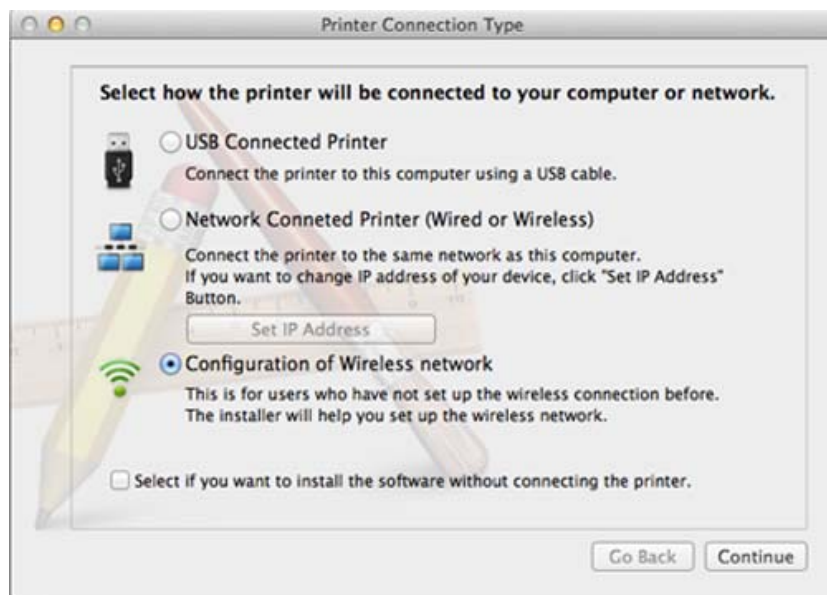 Printer Connection Type
Select how the printer will be connected to your computer or network.
USB Connected Printer
Connect the printer to this computer using a USB cable.
Network Conneted Printer (Wired or Wireless)
Connect the printer to the same network as this computer.
If you want to change IP address of your device, click "Set IP Address"
Button.
Set IP Address
Configuration of Wireless network
This is for users who have not set up the wireless connection before.
The installer will help you set up the wireless network.
Select if you want to install the software without connecting the printer.
Go Back
Continue